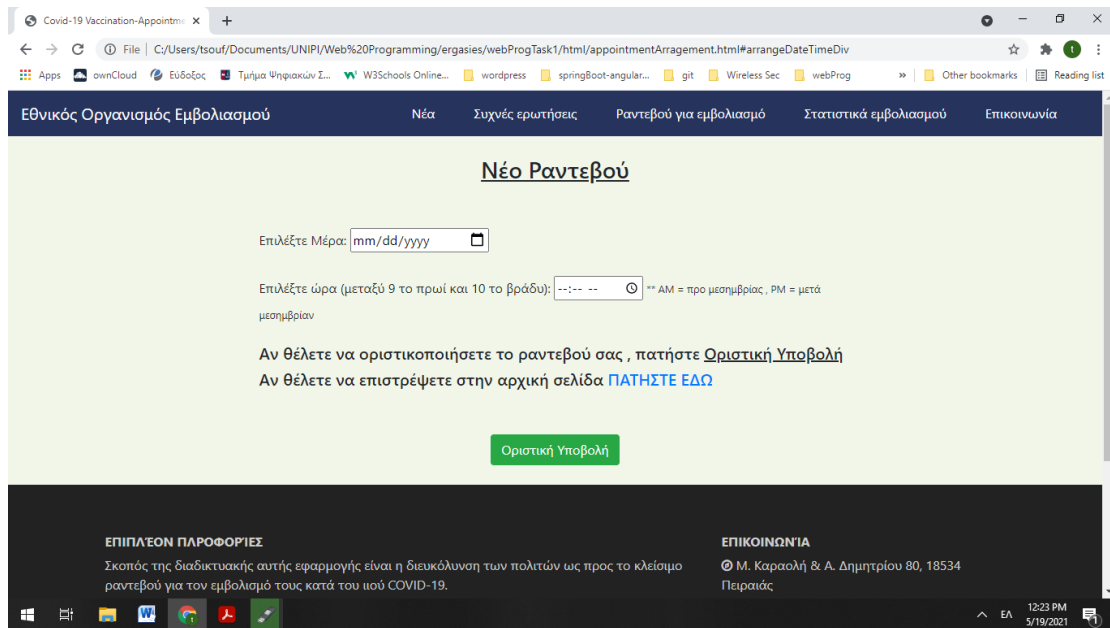 Covid-19 Vaccination-Appointme
File | C:/Users/tsouf/Documents/UNIPI/Web%20Programming/ergasies/webProgTask1/html/appointmentArragement.html#arrangeDateTimeDiv
Apps ownCloud Εύδοξος Τμήμα Ψηφιακών Σ... W3Schools Online... wordpress springBoot-angular... git Wireless Sec webProg » Other bookmarks Reading list
Εθνικός Οργανισμός Εμβολιασμού Νέα Συχνές ερωτήσεις Ραντεβού για εμβολιασμό Στατιστικά εμβολιασμού Επικοινωνία
Νέο Ραντεβού
Επιλέξτε Μέρα: mm/dd/yyyy
Επιλέξτε ώρα (μεταξύ 9 το πρωί και 10 το βράδυ): --:-- -- ** AM = προ μεσημβρίας , PM = μετά
μεσημβρίαν
Αν θέλετε να οριστικοποιήσετε το ραντεβού σας , πατήστε Οριστική Υποβολή
Αν θέλετε να επιστρέψετε στην αρχική σελίδα ΠΑΤΗΣΤΕ ΕΔΩ
Οριστική Υποβολή
ΕΠΙΠΛΈΟΝ ΠΛΡΟΦΟΡΊΕΣ ΕΠΙΚΟΙΝΩΝΊΑ
Σκοπός της διαδικτυακής αυτής εφαρμογής είναι η διευκόλυνση των πολιτών ως προς το κλείσιμο Μ. Καραολή & Α. Δημητρίου 80, 18534
ραντεβού για τον εμβολισμό τους κατά του ιιού COVID-19. Πειραιάς
ΕΛ 12:23 PM
5/19/2021